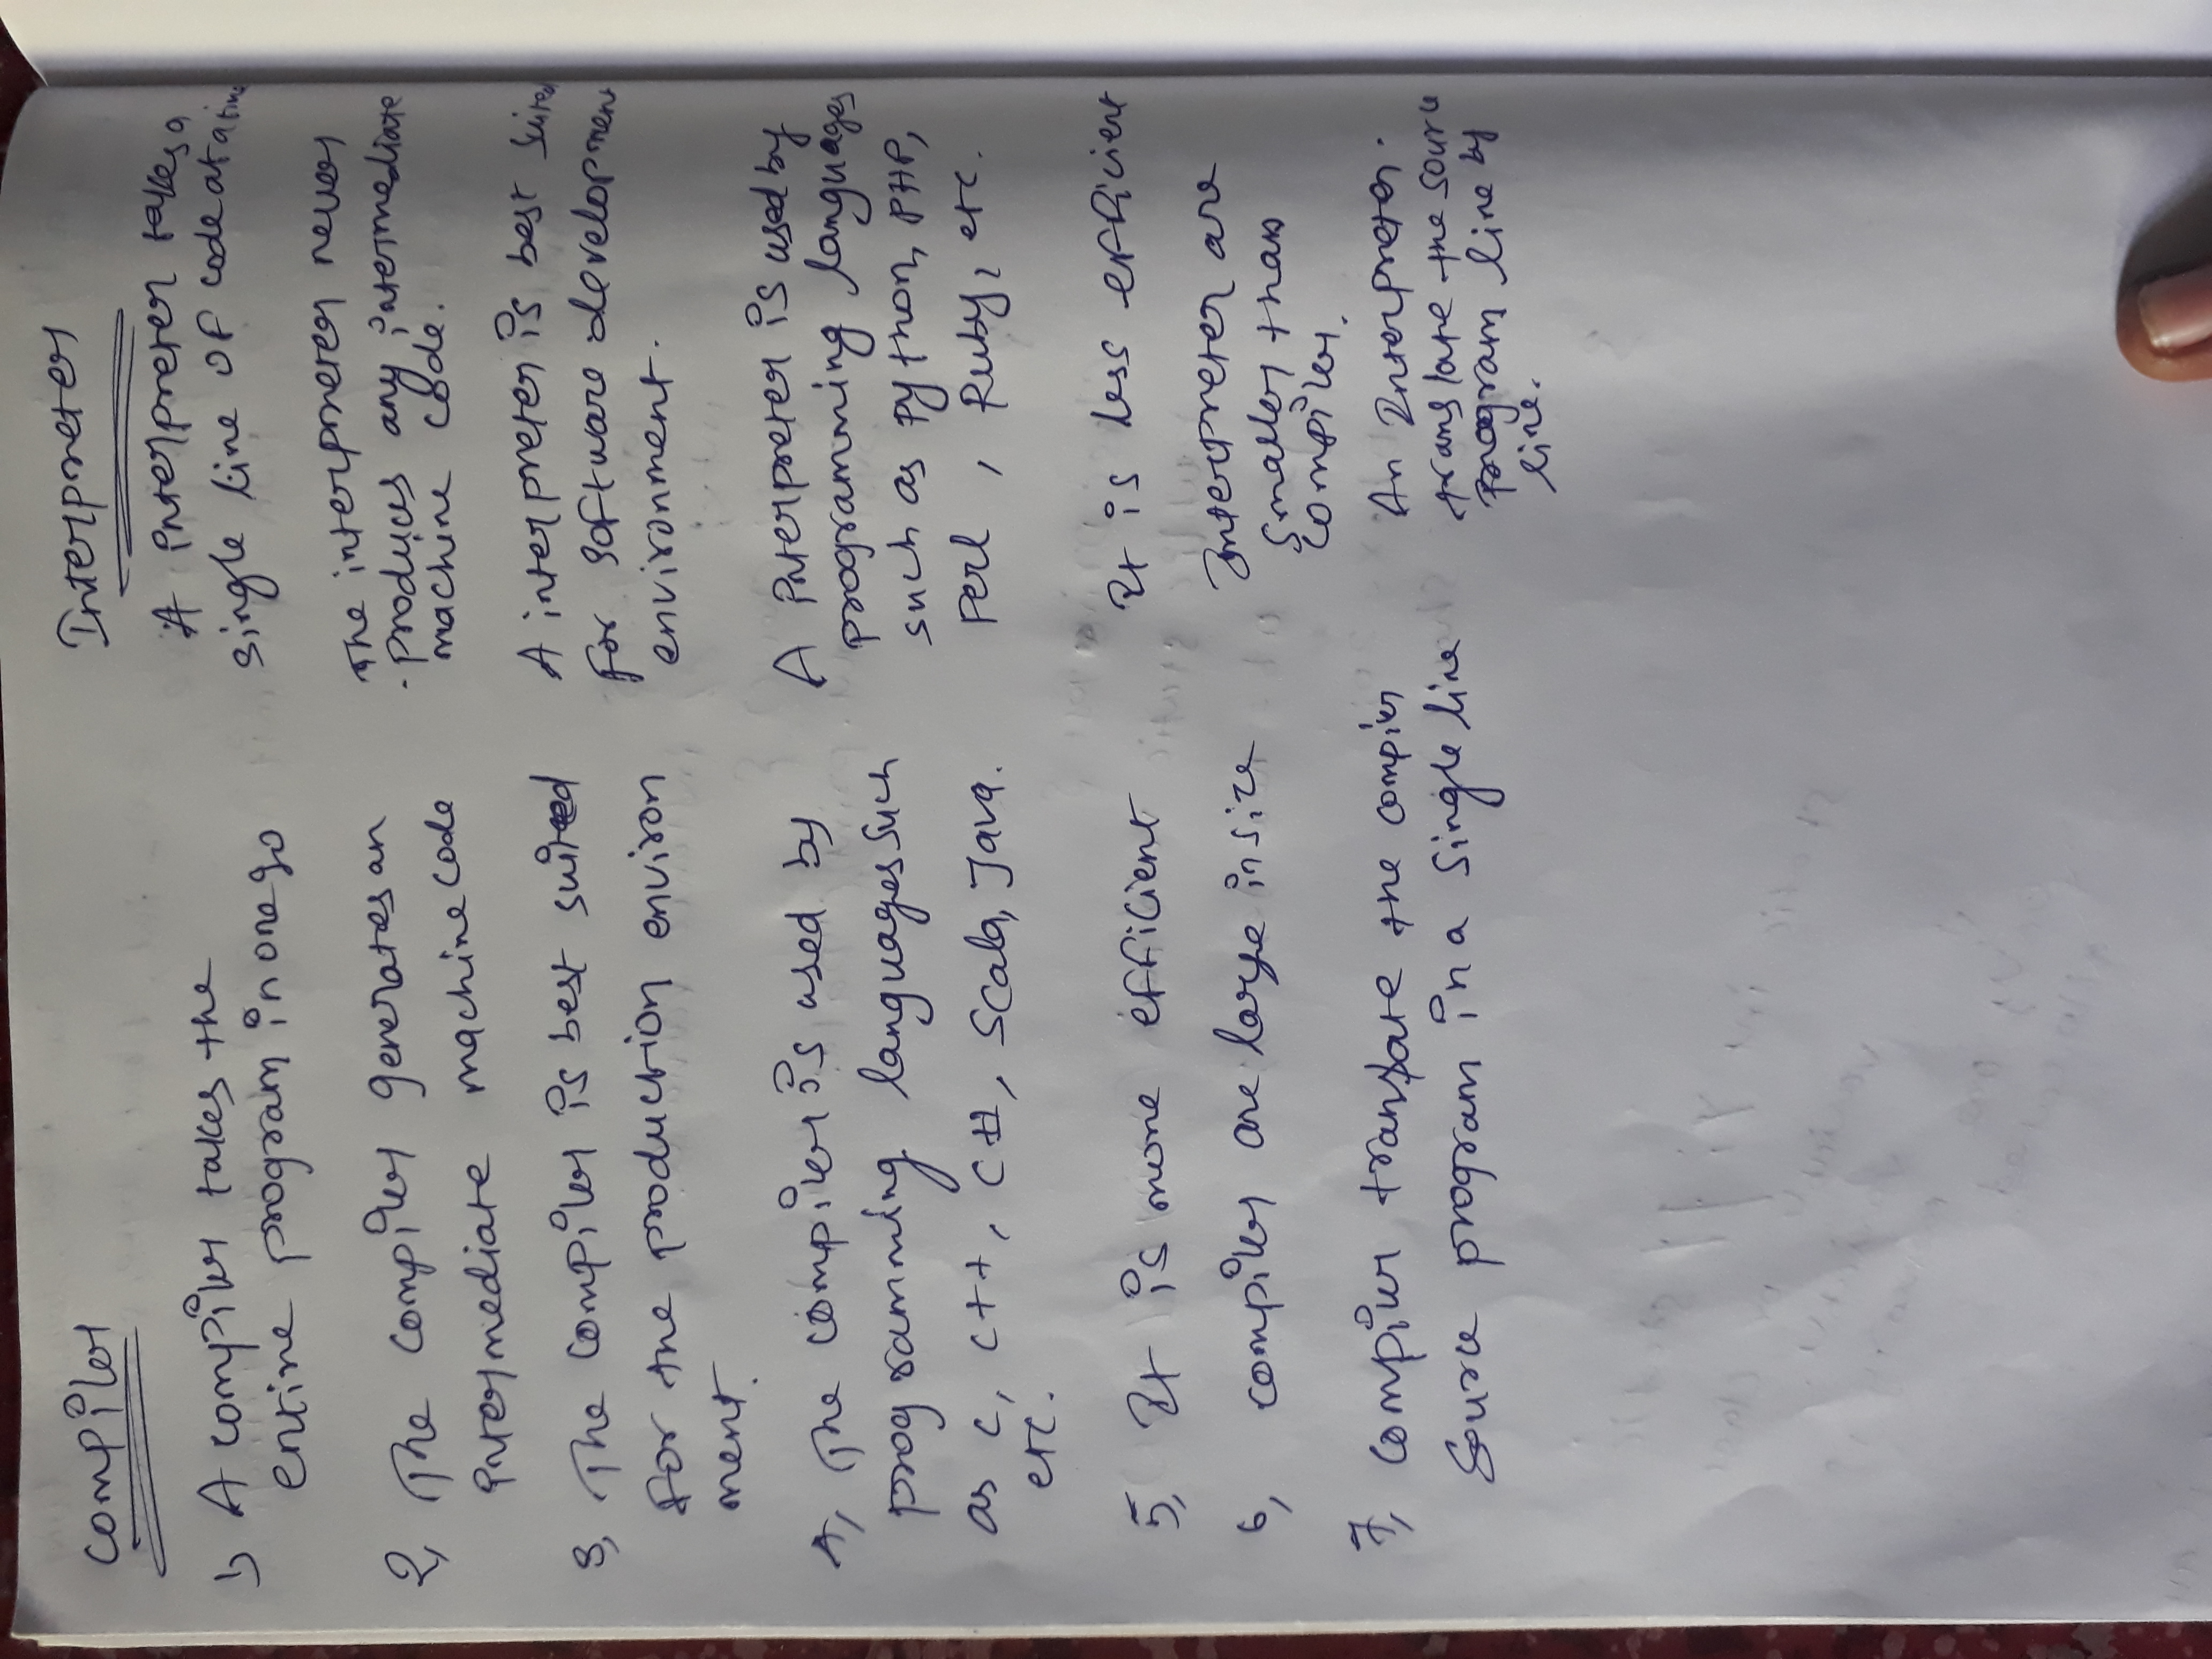 Compiler
1, A compiler takes the
entire program in one go
2, The compiler generates an
intermediate machine code
3, The compiler is best suited
for the production environ
ment.
4, The compiler is used by
programming languages such
as C, C++, C#, Scala, Java.
etc.
5, It is more efficient
6, compiler are large in size
7, compiler translate the compier
source program in a single line
Interpreter
A interpreter takes a
single line of code at a time
The interpreter never
produces any intermediate
machine code.
A interpreter is best suited
for software development
environment.
A interpreter is used by
programming languages
such as python, PHP,
Perl, Ruby, etc.
It is less efficient
Interpreter are
smaller than
compiler.
An Interpreter.
translate the source
program line by
line.